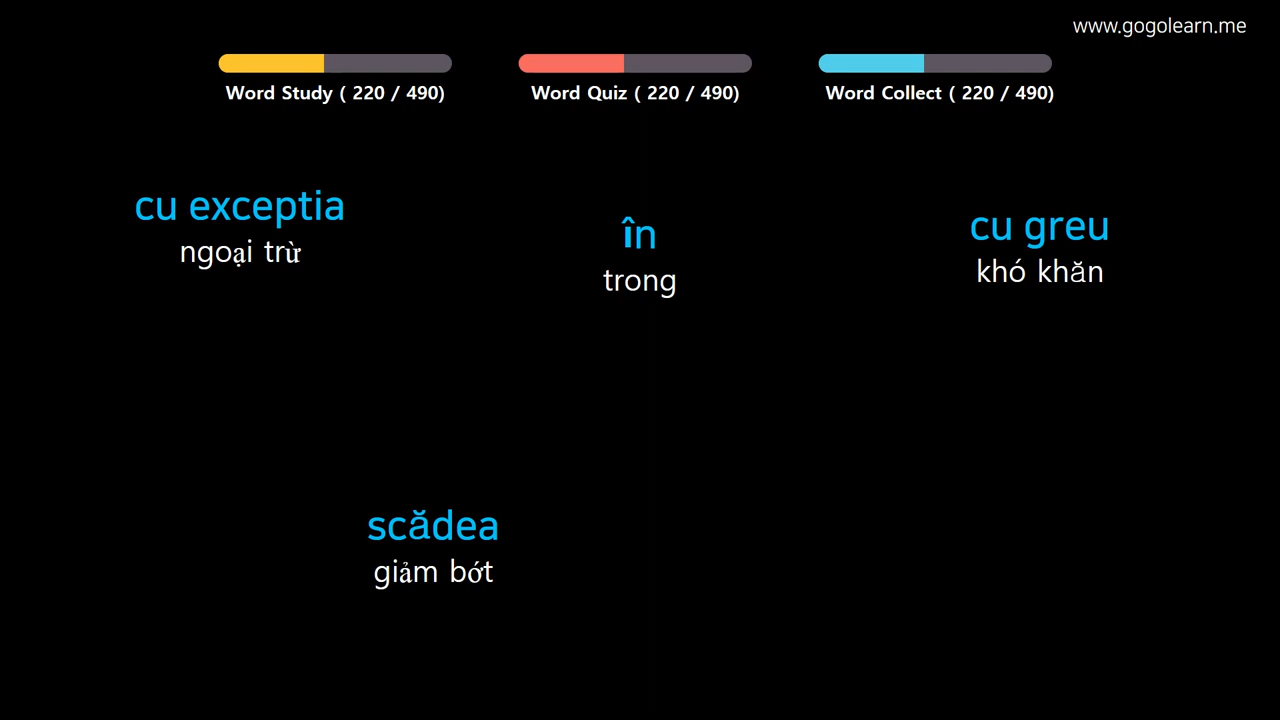 www.gogolearn.me
Word Study ( 220 / 490)
Word Quiz ( 220 / 490)
Word Collect ( 220 / 490)
cu exceptia
ngoại trừ
în
trong
cu greu
khó khăn
scădea
giảm bớt